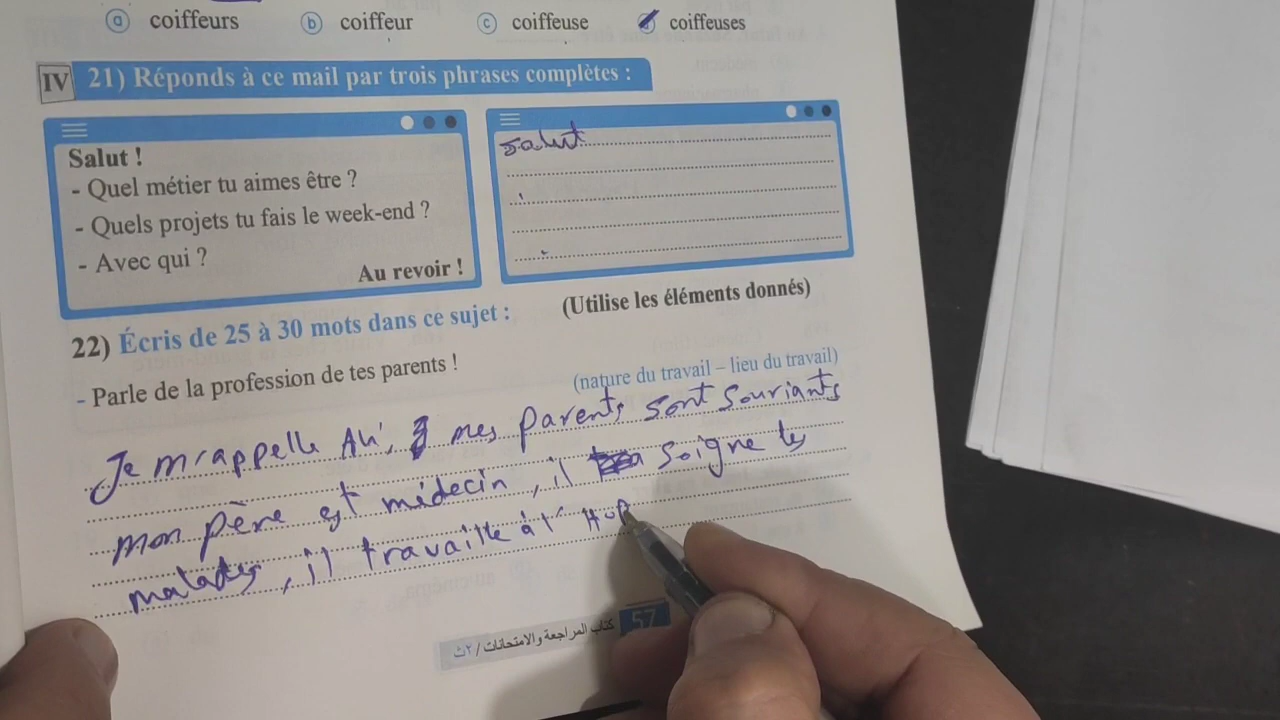 a coiffeurs b coiffeur c coiffeuse coiffeuses
IV 21) Réponds à ce mail par trois phrases complètes :
Salut !
- Quel métier tu aimes être ?
- Quels projets tu fais le week-end ?
- Avec qui ?
Au revoir !
salut
(Utilise les éléments donnés)
22) Écris de 25 à 30 mots dans ce sujet :
- Parle de la profession de tes parents !
(nature du travail – lieu du travail)
Je m'appelle Ali, mes parents sont souriants
mon père est médecin, il soigne les
malades, il travaille à l' Hop
كتاب المراجعة والامتحانات / ٢ث 57